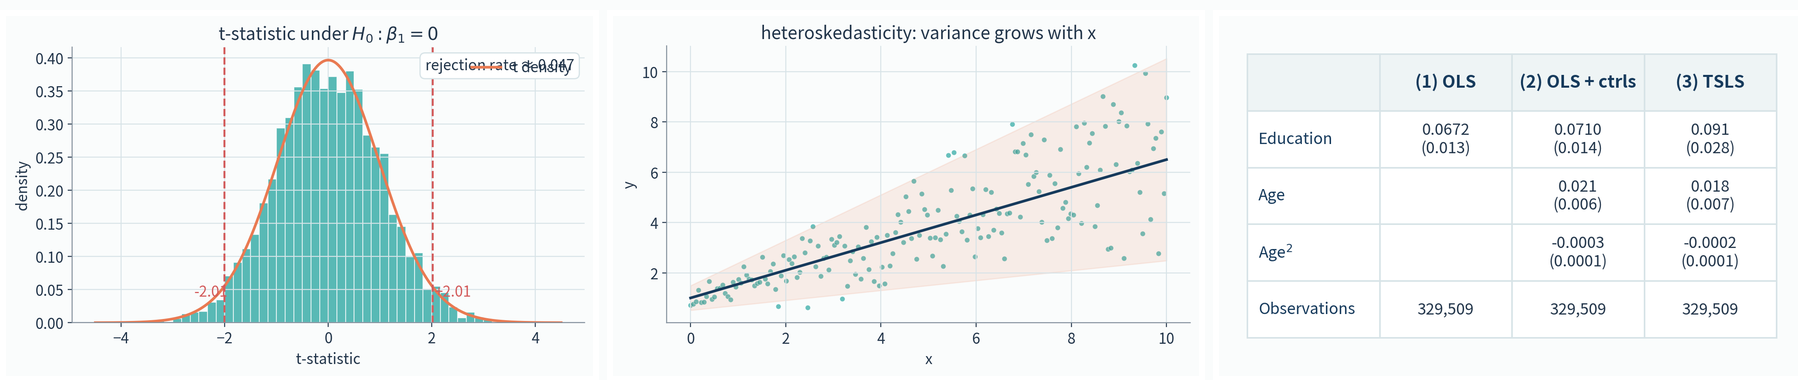 t-statistic under H₀ : β₁ = 0
rejection rate ≈ 0.047
t density
0.40
0.35
0.30
0.25
0.20
0.15
0.10
0.05
0.00
density
-2.01
+2.01
−4 −2 0 2 4
t-statistic
heteroskedasticity: variance grows with x
10
8
6
4
2
y
0 2 4 6 8 10
x
(1) OLS (2) OLS + ctrls (3) TSLS
Education 0.0672 0.0710 0.091
(0.013) (0.014) (0.028)
Age 0.021 0.018
(0.006) (0.007)
Age² -0.0003 -0.0002
(0.0001) (0.0001)
Observations 329,509 329,509 329,509